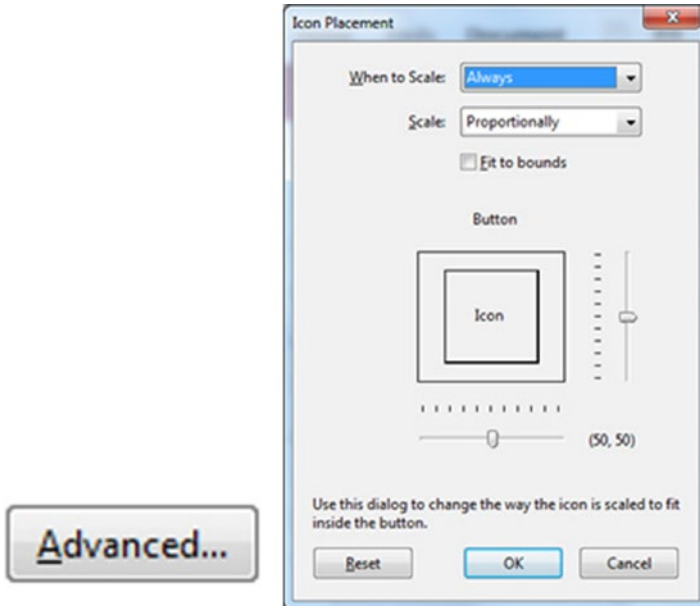 Icon Placement
When to Scale: Always
Scale: Proportionally
Fit to bounds
Button
Icon
(50, 50)
Use this dialog to change the way the icon is scaled to fit
inside the button.
Reset OK Cancel
Advanced...